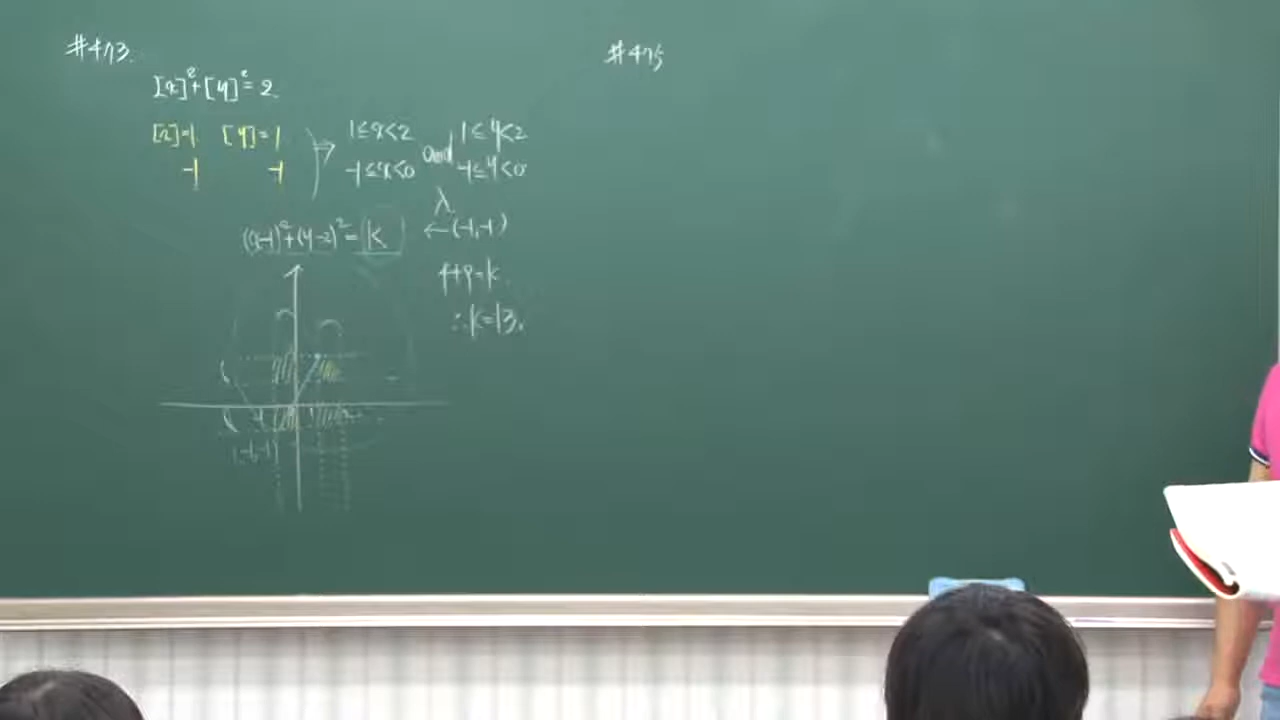 #473.
[x]²+[y]²=2
[x]=1 [y]=1
-1 -1
⇒ 1≤x<2 and 1≤y<2
-1≤x<0 -1≤y<0
(x-1)²+(y-2)²=k ←(-1,-1)
4+9=k
∴k=13.
(-1,-1)
#475